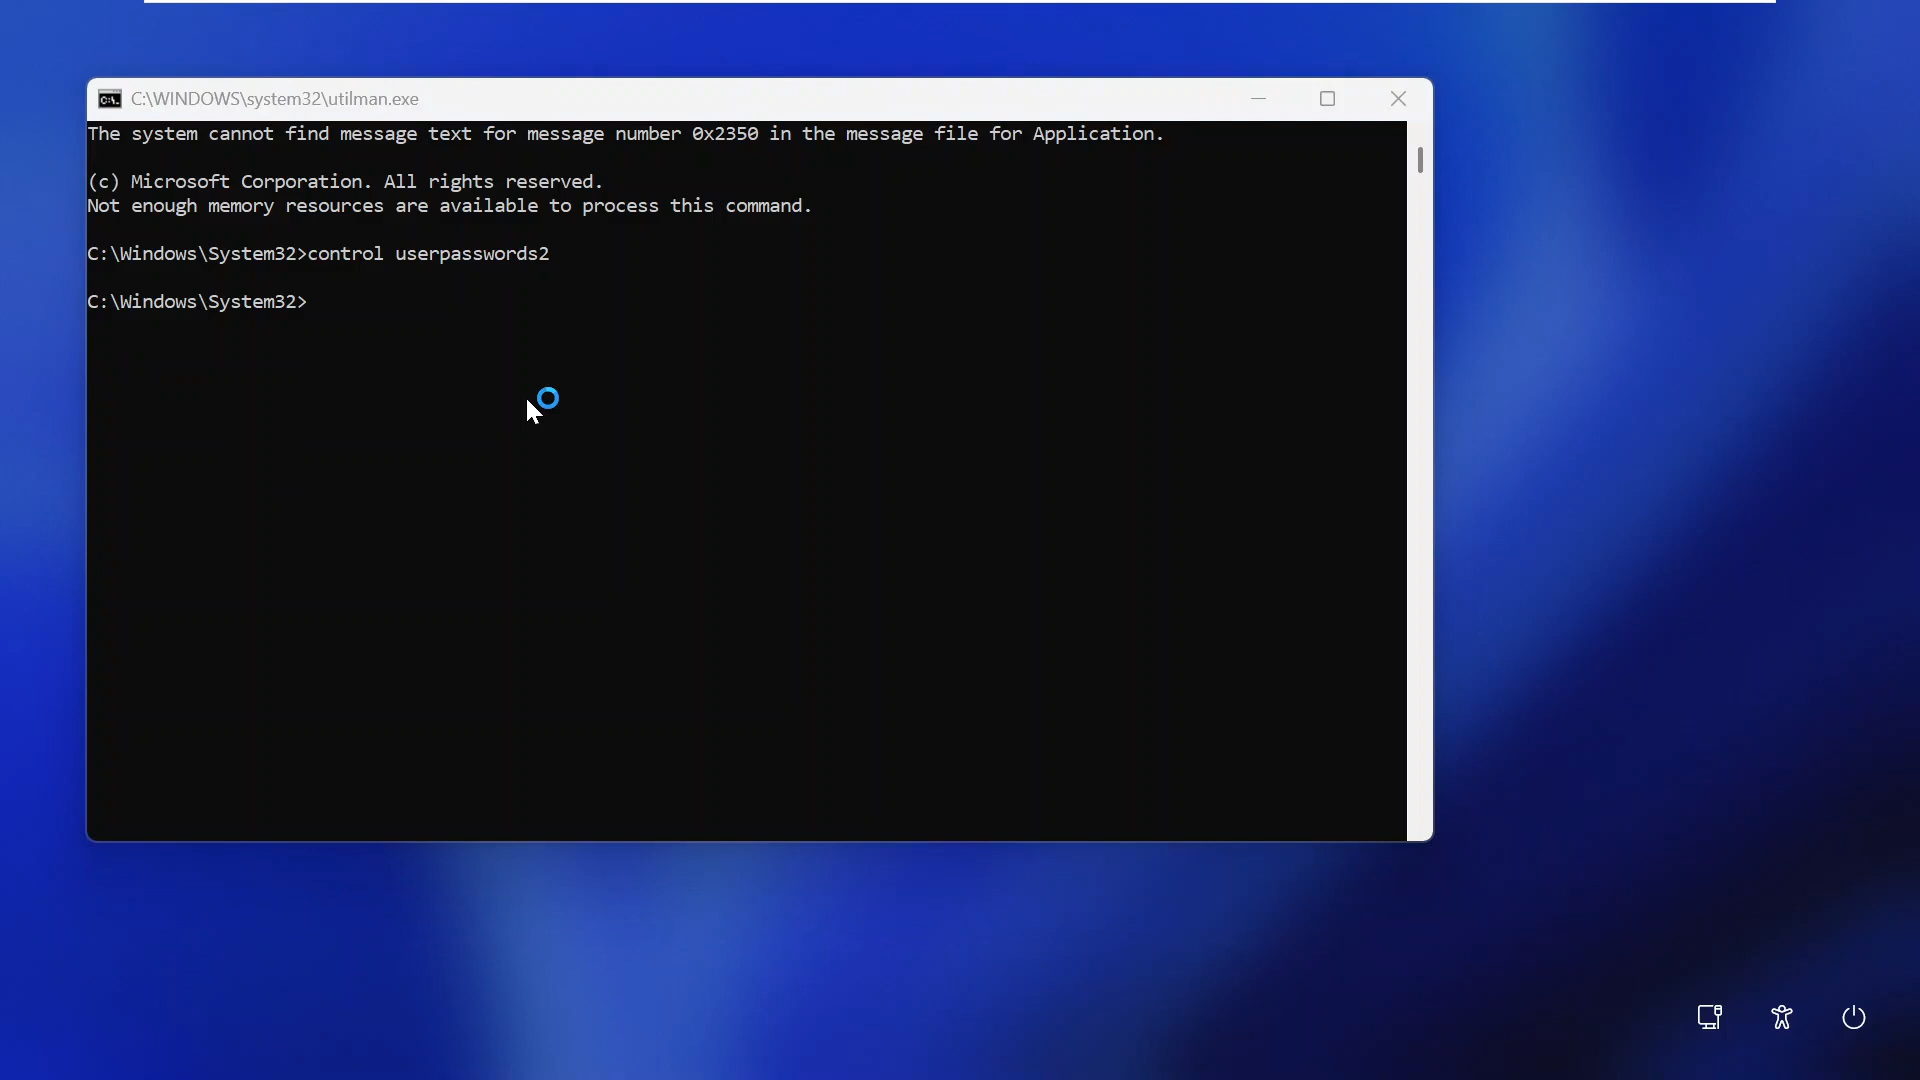 C:\WINDOWS\system32\utilman.exe
The system cannot find message text for message number 0x2350 in the message file for Application.
(c) Microsoft Corporation. All rights reserved.
Not enough memory resources are available to process this command.
C:\Windows\System32>control userpasswords2
C:\Windows\System32>